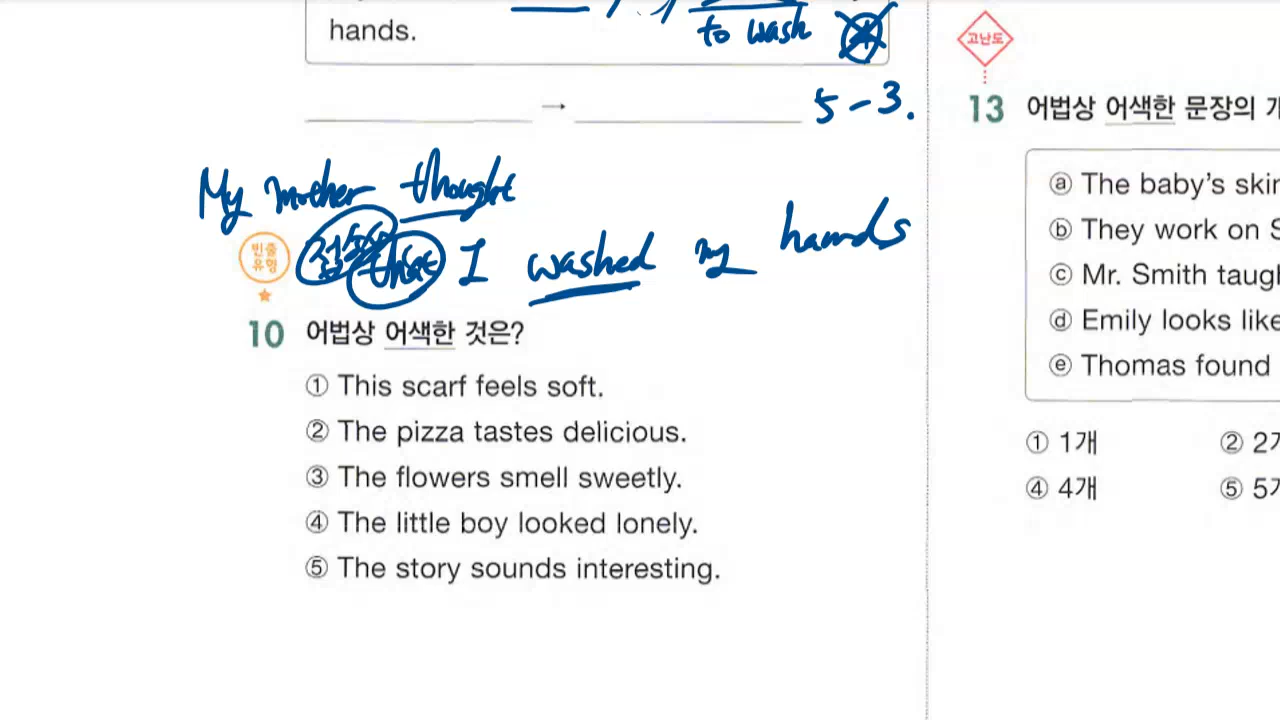 to wash
hands.
→
5-3.
My mother thought
that I washed my hands
빈출
유형
10 어법상 어색한 것은?
① This scarf feels soft.
② The pizza tastes delicious.
③ The flowers smell sweetly.
④ The little boy looked lonely.
⑤ The story sounds interesting.
고난도
13 어법상 어색한 문장의
ⓐ The baby's
ⓑ They work on
ⓒ Mr. Smith
ⓓ Emily looks like
ⓔ Thomas found
① 1개 ② 2
④ 4개 ⑤ 5